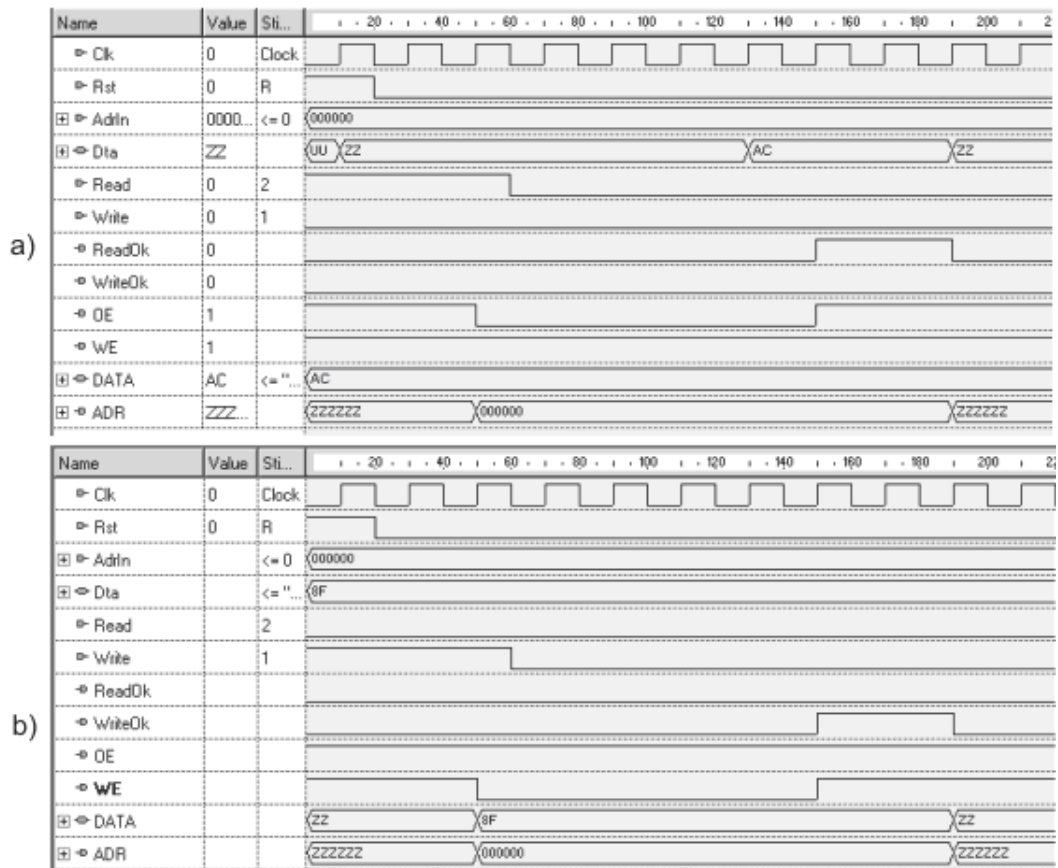 Name Value Sti... 20 40 60 80 100 120 140 160 180 200 2
Clk 0 Clock
Rst 0 R
AdrIn 0000... <= 0 000000
Dta ZZ UU ZZ AC ZZ
Read 0 2
Write 0 1
a)
ReadOk 0
WriteOk 0
OE 1
WE 1
DATA AC <= "... AC
ADR ZZZ... ZZZZZZ 000000 ZZZZZZ
Name Value Sti... 20 40 60 80 100 120 140 160 180 200 22
Clk 0 Clock
Rst 0 R
AdrIn <= 0 000000
Dta <= "... 8F
Read 2
Write 1
ReadOk
b)
WriteOk
OE
WE
DATA ZZ 8F ZZ
ADR ZZZZZZ 000000 ZZZZZZ